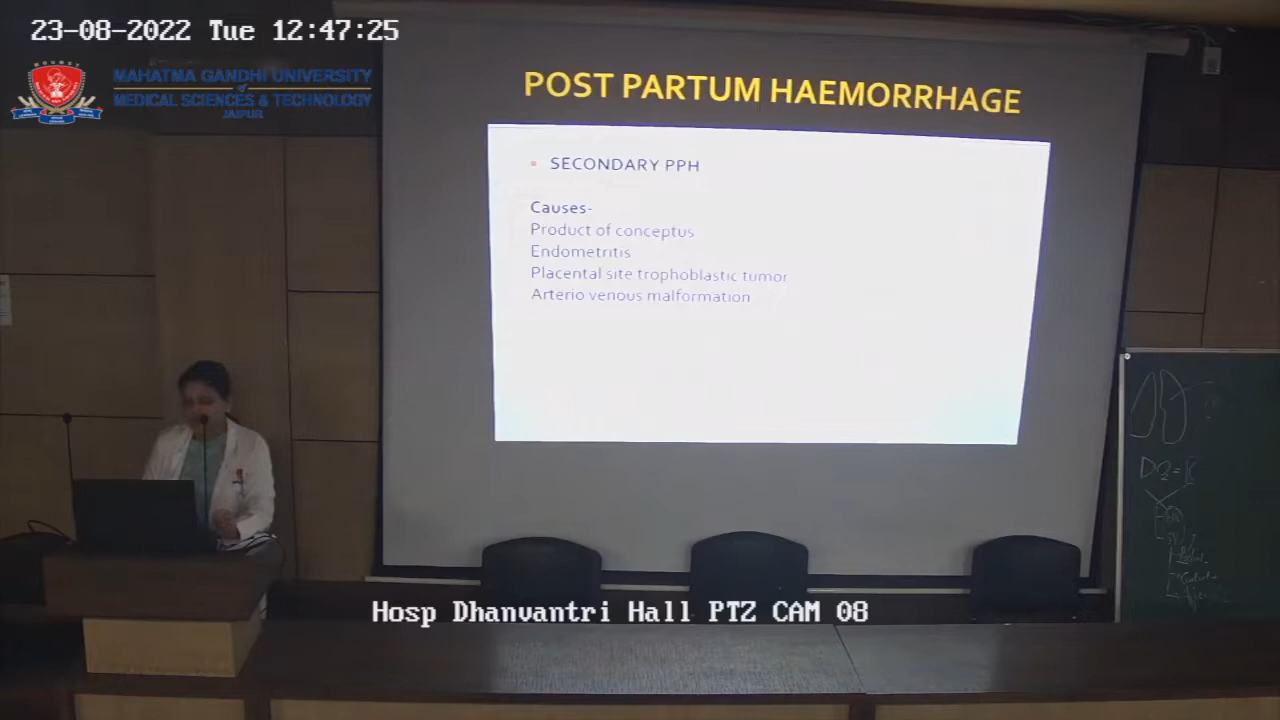 23-08-2022 Tue 12:47:25
MAHATMA GANDHI UNIVERSITY
of
MEDICAL SCIENCES & TECHNOLOGY
JAIPUR
POST PARTUM HAEMORRHAGE
SECONDARY PPH
Causes-
Product of conceptus
Endometritis
Placental site trophoblastic tumor
Arterio venous malformation
Hosp Dhanvantri Hall PTZ CAM 08